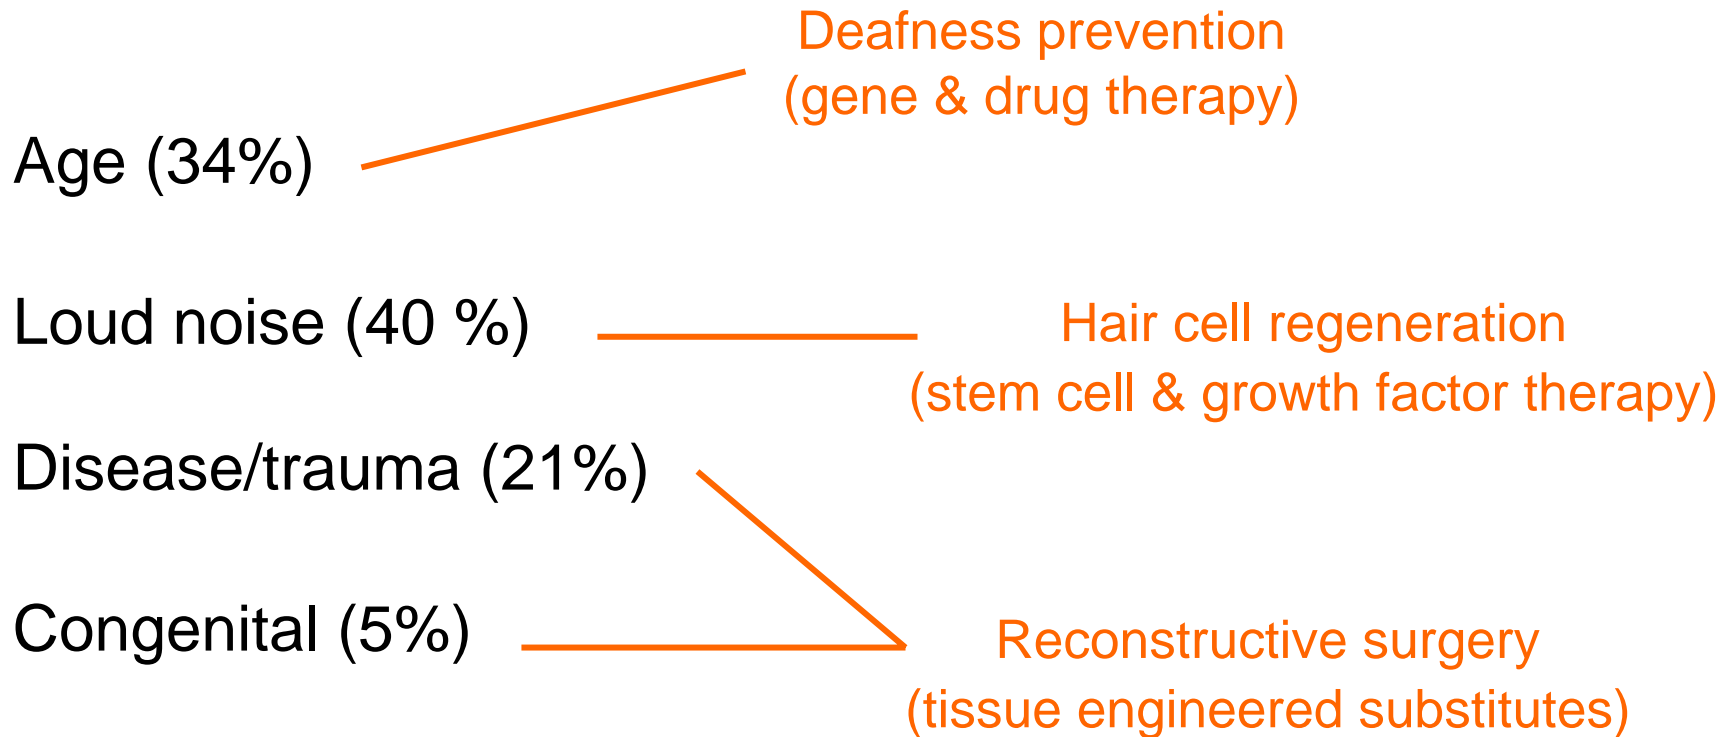 Deafness prevention
(gene & drug therapy)
Age (34%)
Loud noise (40 %)
Hair cell regeneration
(stem cell & growth factor therapy)
Disease/trauma (21%)
Congenital (5%)
Reconstructive surgery
(tissue engineered substitutes)